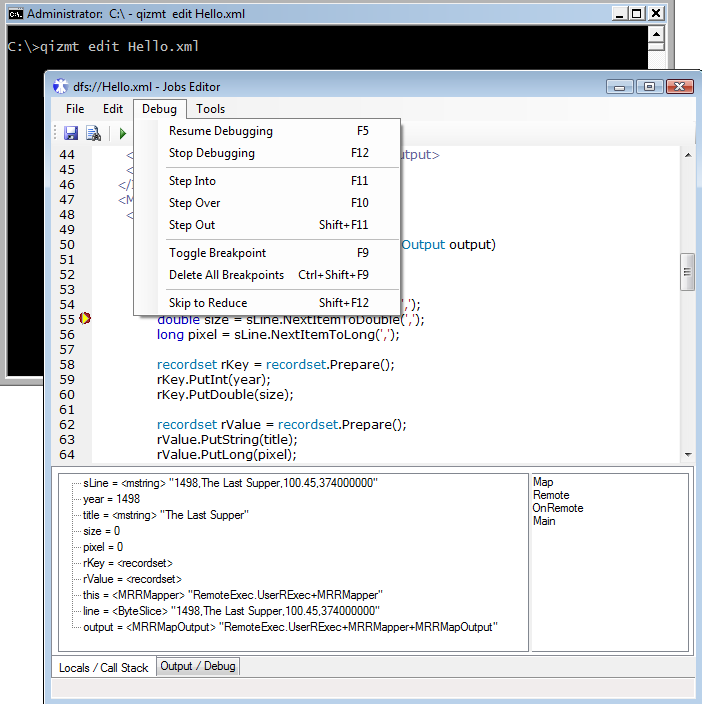 Administrator: C:\ - qizmt edit Hello.xml
C:\>qizmt edit Hello.xml
dfs://Hello.xml - Jobs Editor
File Edit Debug Tools
Resume Debugging F5
Stop Debugging F12
Step Into F11
Step Over F10
Step Out Shift+F11
Toggle Breakpoint F9
Delete All Breakpoints Ctrl+Shift+F9
Skip to Reduce Shift+F12
44 < output>
45 <
46 </
47 <M
48 <
49
50 Output output)
51
52
53
54 ',');
55 double size = sLine.NextItemToDouble(',');
56 long pixel = sLine.NextItemToLong(',');
57
58 recordset rKey = recordset.Prepare();
59 rKey.PutInt(year);
60 rKey.PutDouble(size);
61
62 recordset rValue = recordset.Prepare();
63 rValue.PutString(title);
64 rValue.PutLong(pixel);
sLine = <mstring> "1498,The Last Supper,100.45,374000000"
year = 1498
title = <mstring> "The Last Supper"
size = 0
pixel = 0
rKey = <recordset>
rValue = <recordset>
this = <MRRMapper> "RemoteExec.UserRExec+MRRMapper"
line = <ByteSlice> "1498,The Last Supper,100.45,374000000"
output = <MRRMapOutput> "RemoteExec.UserRExec+MRRMapper+MRRMapOutput"
Map
Remote
OnRemote
Main
Locals / Call Stack Output / Debug